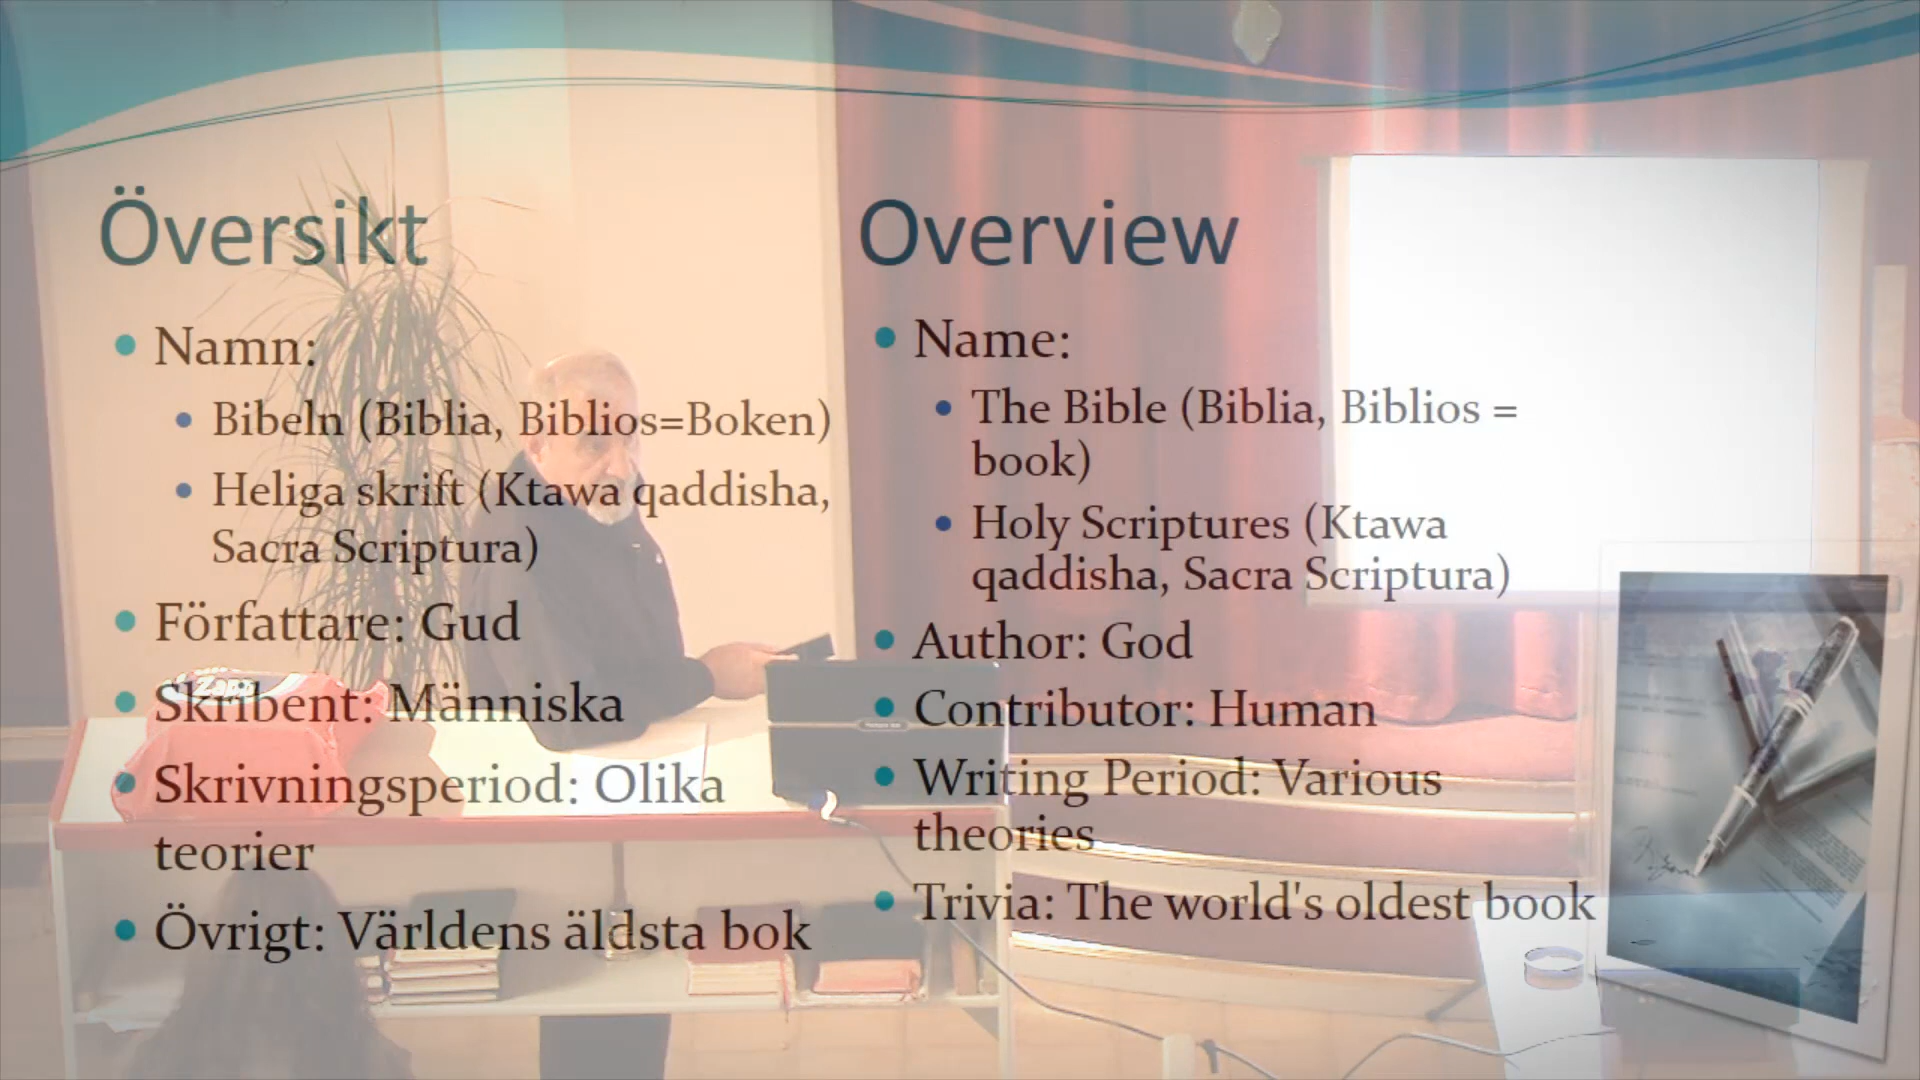 Översikt
Namn:
Bibeln (Biblia, Biblios=Boken)
Heliga skrift (Ktawa qaddisha,
Sacra Scriptura)
Författare: Gud
Skribent: Människa
Skrivningsperiod: Olika
teorier
Övrigt: Världens äldsta bok
Overview
Name:
The Bible (Biblia, Biblios =
book)
Holy Scriptures (Ktawa
qaddisha, Sacra Scriptura)
Author: God
Contributor: Human
Writing Period: Various
theories
Trivia: The world's oldest book
Zapp